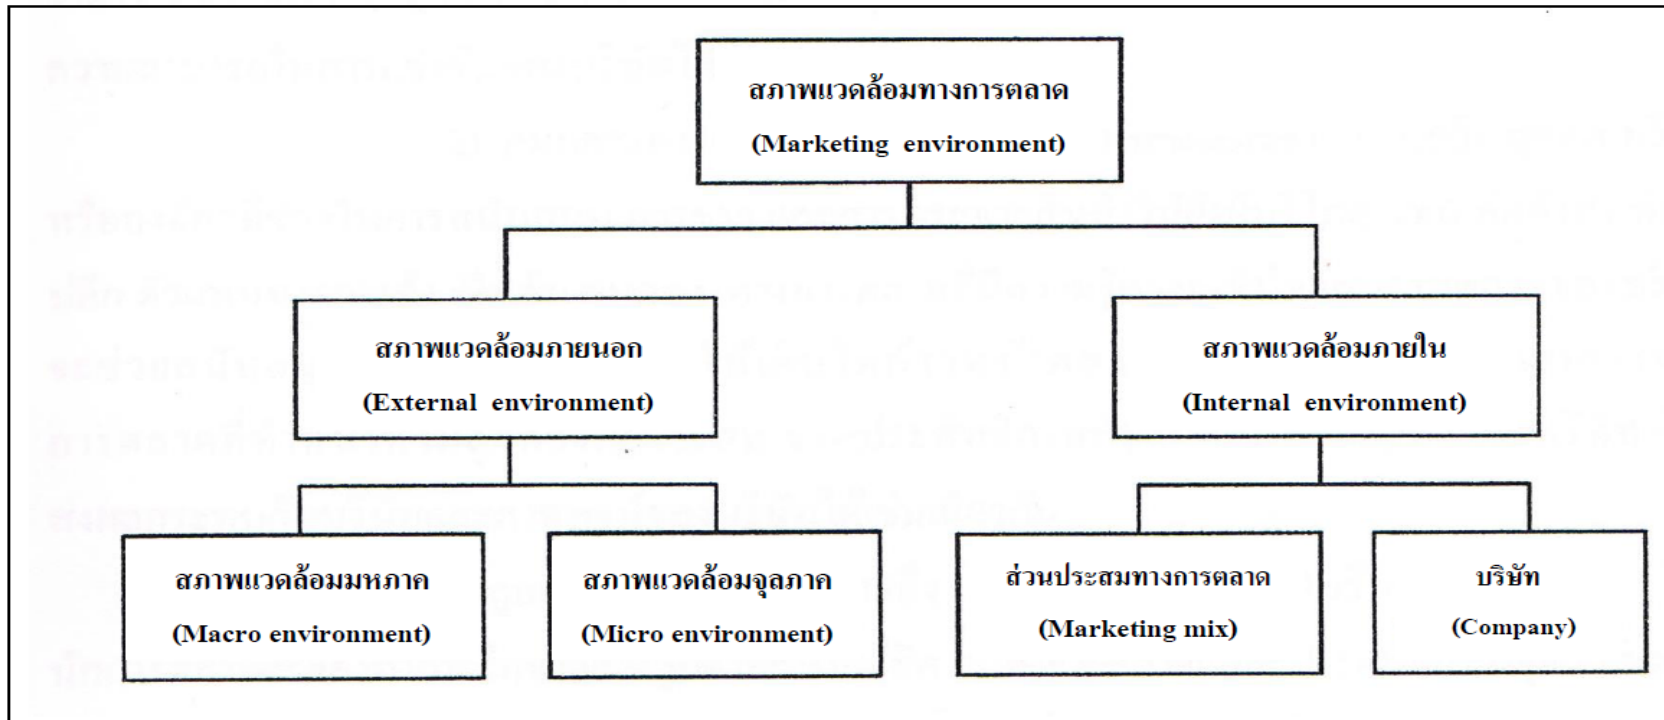 สภาพแวดล้อมทางการตลาด
(Marketing environment)
สภาพแวดล้อมภายนอก
(External environment)
สภาพแวดล้อมภายใน
(Internal environment)
สภาพแวดล้อมมหภาค
(Macro environment)
สภาพแวดล้อมจุลภาค
(Micro environment)
ส่วนประสมทางการตลาด
(Marketing mix)
บริษัท
(Company)